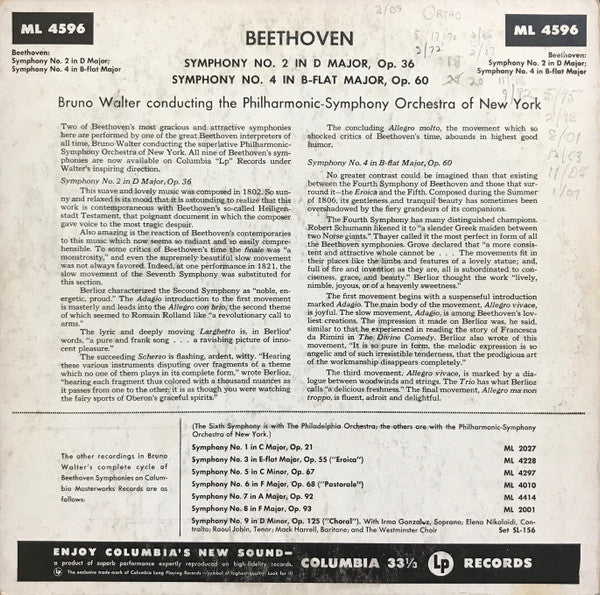 ML 4596
BEETHOVEN
ML 4596
Beethoven:
Symphony No. 2 in D Major;
Symphony No. 4 in B-flat Major
SYMPHONY NO. 2 IN D MAJOR, Op. 36
SYMPHONY NO. 4 IN B-FLAT MAJOR, Op. 60
Beethoven:
Symphony No. 2 in D Major;
Symphony No. 4 in B-flat Major
Bruno Walter conducting the Philharmonic-Symphony Orchestra of New York
Two of Beethoven's most gracious and attractive symphonies
here are performed by one of the great Beethoven interpreters of
all time, Bruno Walter conducting the superlative Philharmonic-
Symphony Orchestra of New York. All nine of Beethoven's sym-
phonies are now available on Columbia "Lp" Records under
Walter's inspiring direction.
Symphony No. 2 in D Major, Op. 36
This suave and lovely music was composed in 1802. So sun-
ny and relaxed is its mood that it is astonishing to realize that this
work is contemporaneous with Beethoven's so-called Heiligen-
stadt Testament, that poignant document in which the composer
gave voice to the most tragic despair.
Also amazing is the reaction of Beethoven's contemporaries
to this music which now seems so radiant and so easily compre-
hensible. To some critics of Beethoven's time the finale was "a
monstrosity," and even the supremely beautiful slow movement
was not always favored. Indeed, at one performance in 1821, the
slow movement of the Seventh Symphony was substituted for
this section.
Berlioz characterized the Second Symphony as "noble, en-
ergetic, proud." The Adagio introduction to the first movement
is masterly and leads into the Allegro con brio, the second theme
of which seemed to Romain Rolland like "a revolutionary call to
arms."
The lyric and deeply moving Larghetto is, in Berlioz'
words, "a pure and frank song . . . . a ravishing picture of inno-
cent pleasure."
The succeeding Scherzo is flashing, ardent, witty. "Hearing
these various instruments disputing over fragments of a theme
which no one of them plays in its complete form," wrote Berlioz,
"hearing each fragment thus colored with a thousand nuances as
it passes from one to the other, it is as though you were watching
the fairy sports of Oberon's graceful spirits."
The concluding Allegro molto, the movement which so
shocked critics of Beethoven's time, abounds in highest good
humor.
Symphony No. 4 in B-flat Major, Op. 60
No greater contrast could be imagined than that existing
between the Fourth Symphony of Beethoven and those that sur-
round it—the Eroica and the Fifth. Composed during the Summer
of 1806, its gentleness and tranquil beauty has sometimes been
overshadowed by the fiery grandeur of its companions.
The Fourth Symphony has many distinguished champions.
Robert Schumann likened it to "a slender Greek maiden between
two Norse giants." Thayer called it the most perfect in form of all
the Beethoven symphonies. Grove declared that "a more consis-
tent and attractive whole cannot be . . . . The movements fit in
their places like the limbs and features of a lovely statue; and,
full of fire and invention as they are, all is subordinated to con-
ciseness, grace, and beauty." Berlioz thought the work "lively,
nimble, joyous, or of a heavenly sweetness."
The first movement begins with a suspenseful introduction
marked Adagio. The main body of the movement, Allegro vivace,
is joyful. The slow movement, Adagio, is among Beethoven's lov-
liest creations. The impression it made on Berlioz was, he said,
similar to that he experienced in reading the story of Francesca
da Rimini in The Divine Comedy. Berlioz also wrote of this
movement, "It is so pure in form, the melodic expression is so
angelic and of such irresistible tenderness, that the prodigious art
of the workmanship disappears completely."
The third movement, Allegro vivace, is marked by a dia-
logue between woodwinds and strings. The Trio has what Berlioz
calls "a delicious freshness." The final movement, Allegro ma non
troppo, is fluent, adroit and delightful.
(The Sixth Symphony is with The Philadelphia Orchestra; the others are with the Philharmonic-Symphony
Orchestra of New York.)
The other recordings in Bruno
Walter's complete cycle of
Beethoven Symphonies on Colum-
bia Masterworks Records are as
follows:
Symphony No. 1 in C Major, Op. 21 ML 2027
Symphony No. 3 in E-flat Major, Op. 55 ("Eroica") ML 4228
Symphony No. 5 in C Minor, Op. 67 ML 4297
Symphony No. 6 in F Major, Op. 68 ("Pastorale") ML 4010
Symphony No. 7 in A Major, Op. 92 ML 4414
Symphony No. 8 in F Major, Op. 93 ML 2001
Symphony No. 9 in D Minor, Op. 125 ("Choral"). With Irma Gonzalez, Soprano; Elena Nikolaidi, Con-
tralto; Raoul Jobin, Tenor; Mack Harrell, Baritone; and The Westminster Choir Set SL-156
ENJOY COLUMBIA'S NEW SOUND—
a product of superb performance expertly reproduced on high-fidelity records.
The exclusive trade-mark of Columbia Long Playing Records —symbol of highest quality. Look for it!
COLUMBIA 33⅓ Lp RECORDS